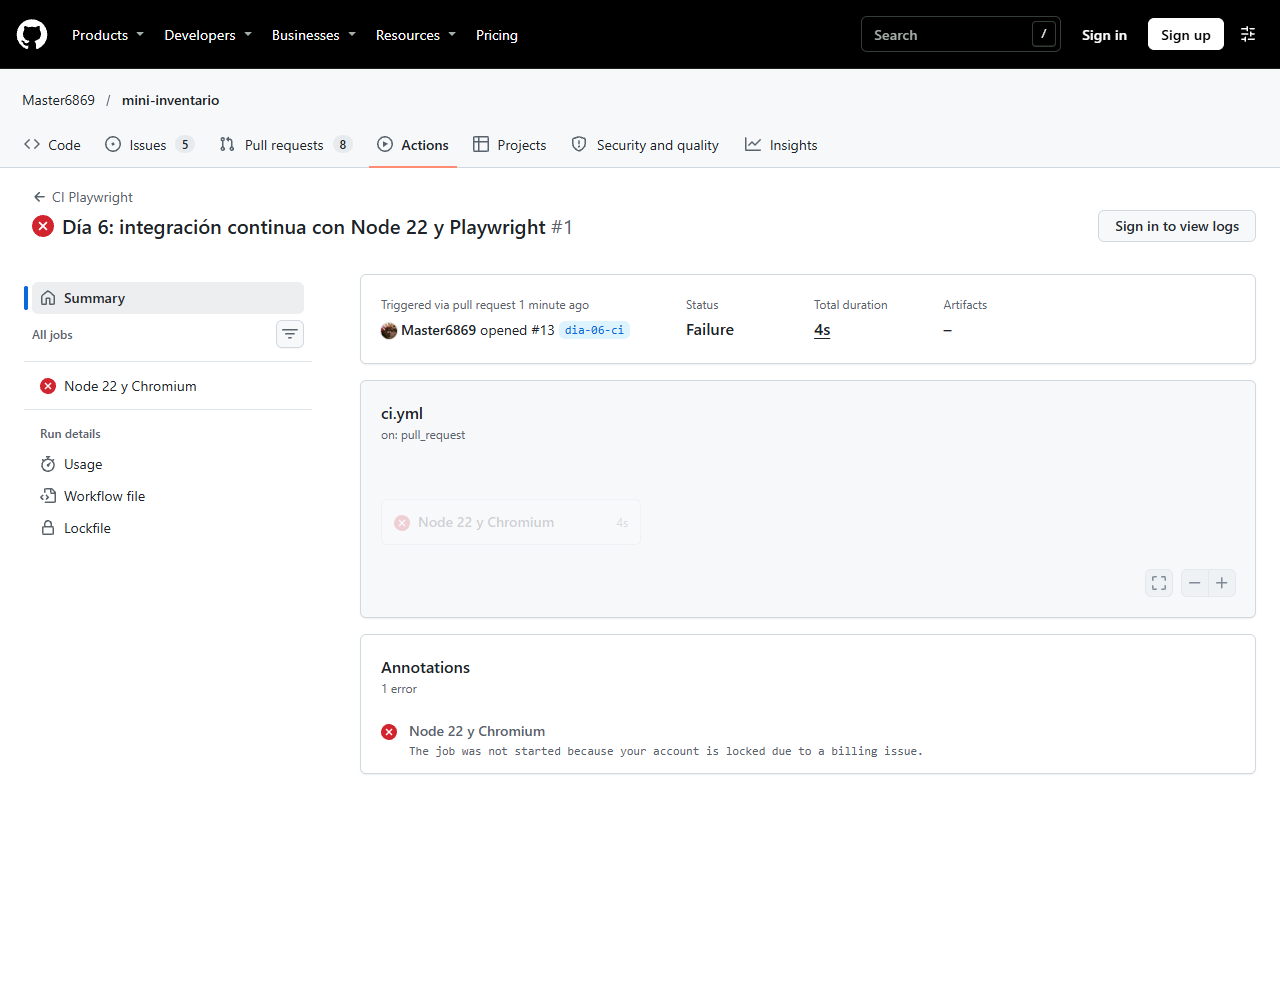 Products Developers Businesses Resources Pricing Search / Sign in Sign up
Master6869 / mini-inventario
Code Issues 5 Pull requests 8 Actions Projects Security and quality Insights
CI Playwright
Día 6: integración continua con Node 22 y Playwright #1
Sign in to view logs
Summary
All jobs
Node 22 y Chromium
Run details
Usage
Workflow file
Lockfile
Triggered via pull request 1 minute ago
Master6869 opened #13 dia-06-ci
Status
Failure
Total duration
4s
Artifacts
–
ci.yml
on: pull_request
Node 22 y Chromium 4s
Annotations
1 error
Node 22 y Chromium
The job was not started because your account is locked due to a billing issue.